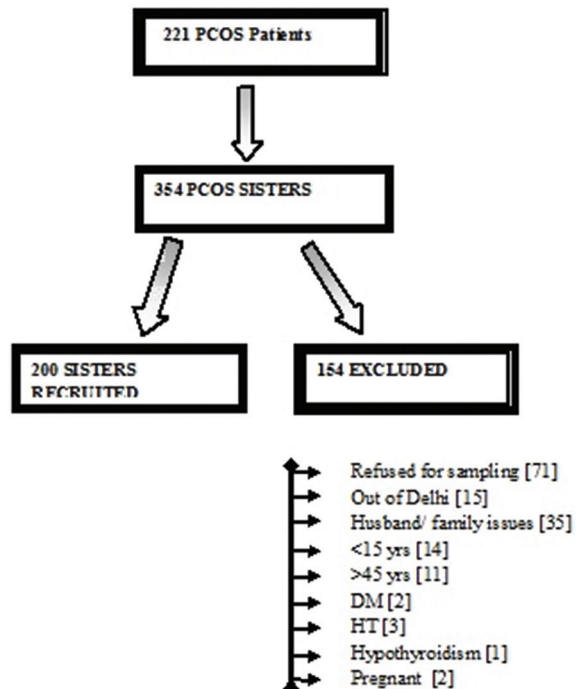 221 PCOS Patients
354 PCOS SISTERS
200 SISTERS
RECRUITED
154 EXCLUDED
Refused for sampling [71]
Out of Delhi [15]
Husband/ family issues [35]
<15 yrs [14]
>45 yrs [11]
DM [2]
HT [3]
Hypothyroidism [1]
Pregnant [2]